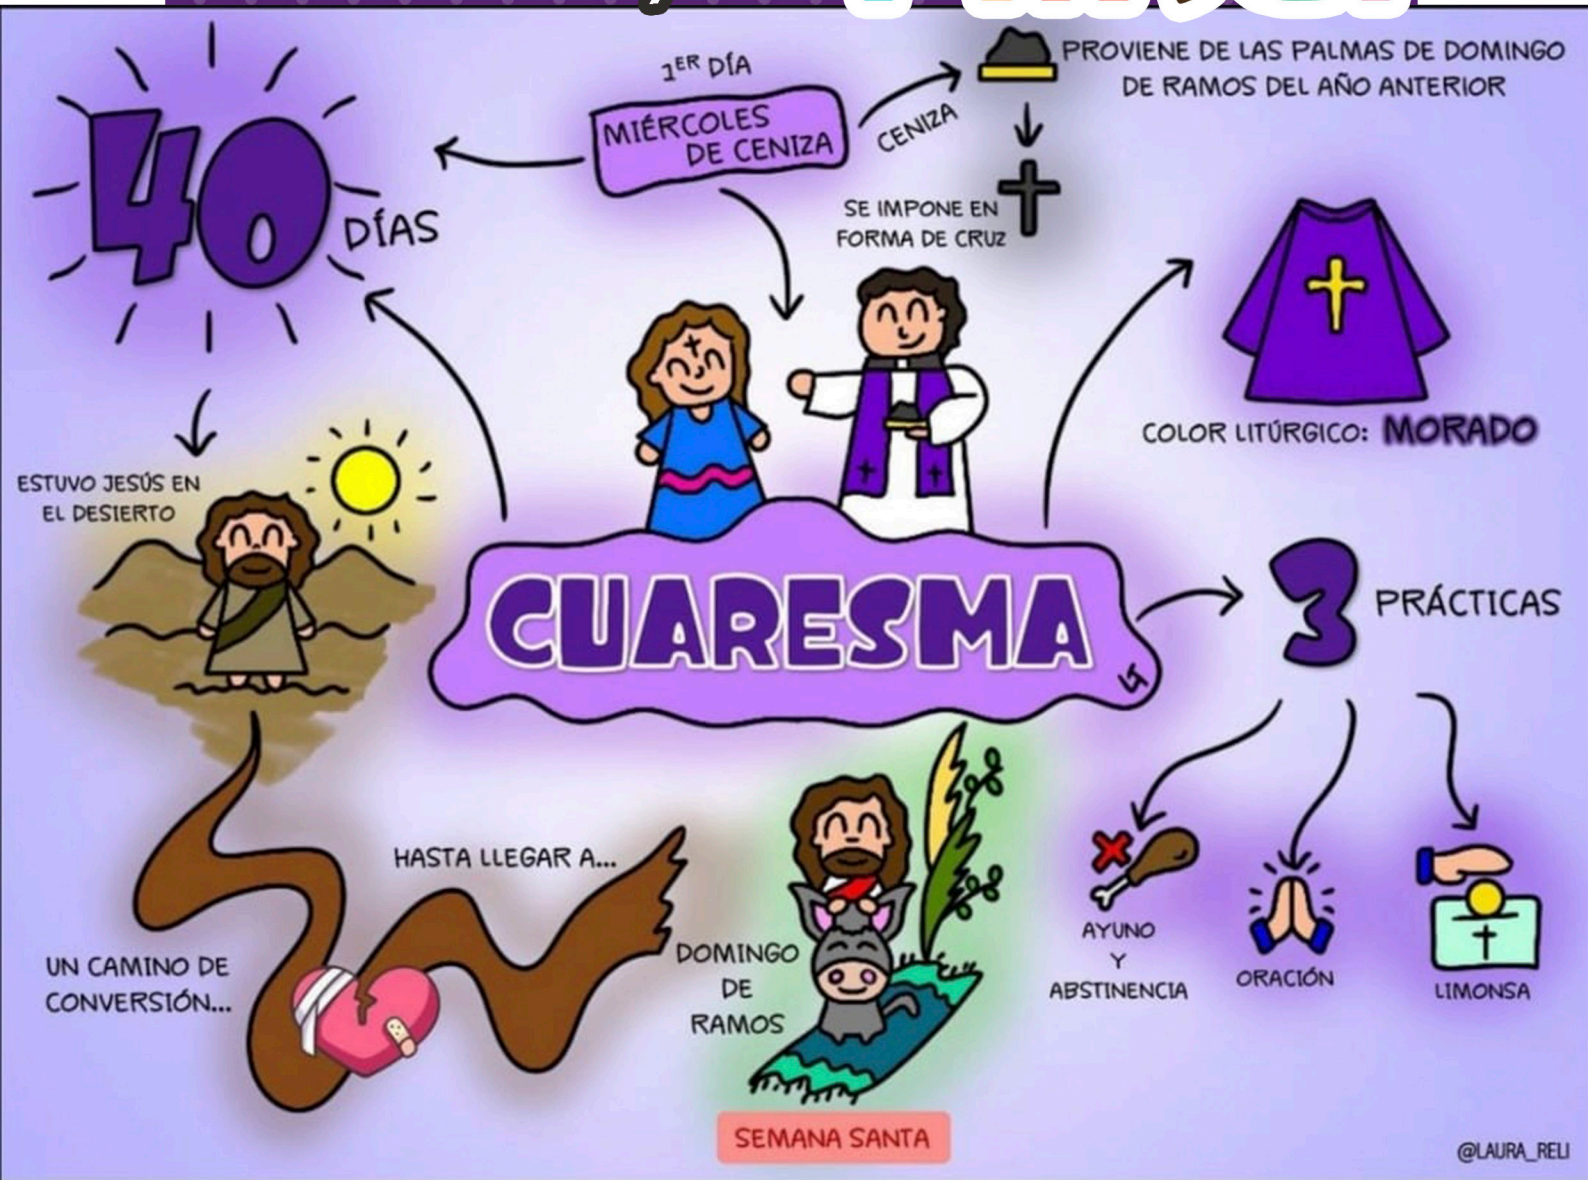 1ER DÍA
MIÉRCOLES
DE CENIZA
CENIZA
PROVIENE DE LAS PALMAS DE DOMINGO
DE RAMOS DEL AÑO ANTERIOR
SE IMPONE EN
FORMA DE CRUZ
40
DÍAS
COLOR LITÚRGICO: MORADO
ESTUVO JESÚS EN
EL DESIERTO
CUARESMA
3
PRÁCTICAS
AYUNO
Y
ABSTINENCIA
ORACIÓN
LIMONSA
UN CAMINO DE
CONVERSIÓN...
HASTA LLEGAR A...
DOMINGO
DE
RAMOS
SEMANA SANTA
@LAURA_RELI